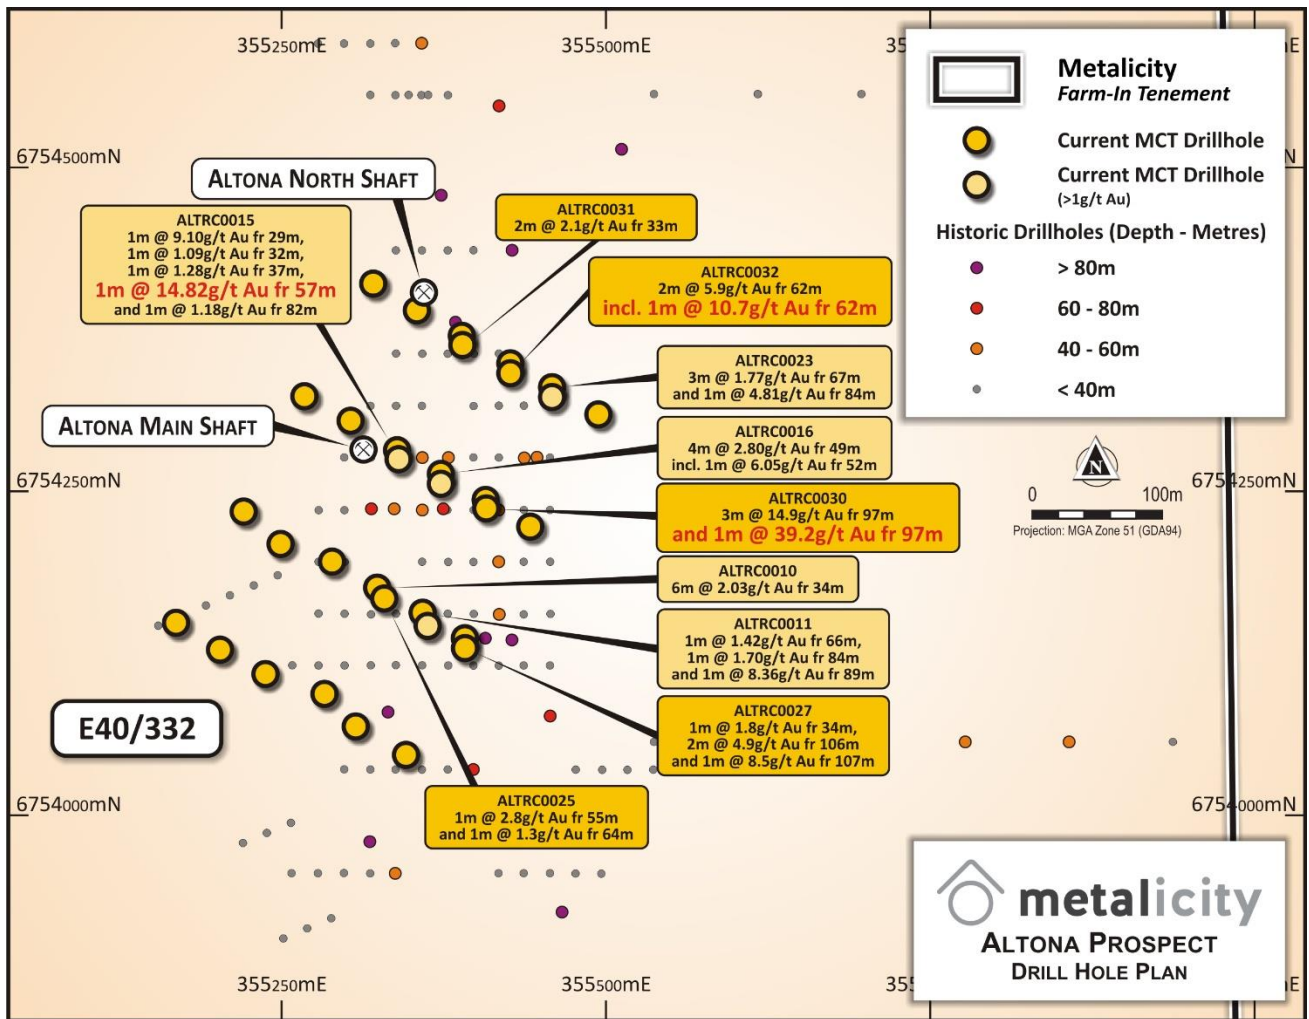 355250mE
355500mE
Metalicity
Farm-In Tenement
Current MCT Drillhole
Current MCT Drillhole
(>1g/t Au)
Historic Drillholes (Depth - Metres)
> 80m
60 - 80m
40 - 60m
< 40m
6754500mN
ALTONA NORTH SHAFT
ALTRC0015
1m @ 9.10g/t Au fr 29m,
1m @ 1.09g/t Au fr 32m,
1m @ 1.28g/t Au fr 37m,
1m @ 14.82g/t Au fr 57m
and 1m @ 1.18g/t Au fr 82m
ALTRC0031
2m @ 2.1g/t Au fr 33m
ALTRC0032
2m @ 5.9g/t Au fr 62m
incl. 1m @ 10.7g/t Au fr 62m
ALTRC0023
3m @ 1.77g/t Au fr 67m
and 1m @ 4.81g/t Au fr 84m
ALTONA MAIN SHAFT
ALTRC0016
4m @ 2.80g/t Au fr 49m
incl. 1m @ 6.05g/t Au fr 52m
6754250mN
6754250mN
N
0 100m
Projection: MGA Zone 51 (GDA94)
ALTRC0030
3m @ 14.9g/t Au fr 97m
and 1m @ 39.2g/t Au fr 97m
ALTRC0010
6m @ 2.03g/t Au fr 34m
ALTRC0011
1m @ 1.42g/t Au fr 66m,
1m @ 1.70g/t Au fr 84m
and 1m @ 8.36g/t Au fr 89m
ALTRC0027
1m @ 1.8g/t Au fr 34m,
2m @ 4.9g/t Au fr 106m
and 1m @ 8.5g/t Au fr 107m
E40/332
ALTRC0025
1m @ 2.8g/t Au fr 55m
and 1m @ 1.3g/t Au fr 64m
6754000mN
6754000mN
metalicity
ALTONA PROSPECT
DRILL HOLE PLAN
355250mE
355500mE